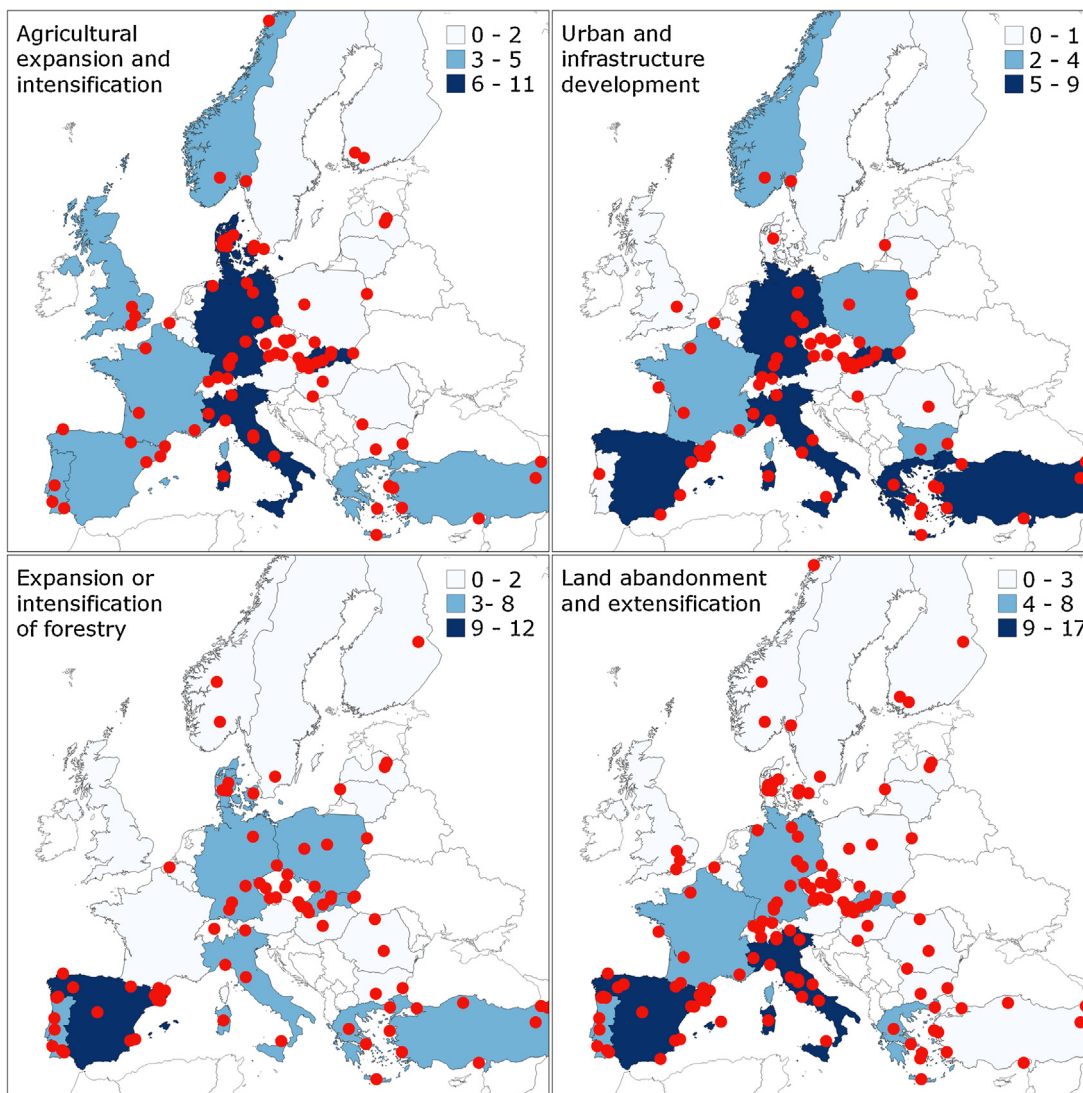 Agricultural
expansion and
intensification
0 - 2
3 - 5
6 - 11
Urban and
infrastructure
development
0 - 1
2 - 4
5 - 9
Expansion or
intensification
of forestry
0 - 2
3- 8
9 - 12
Land abandonment
and extensification
0 - 3
4 - 8
9 - 17